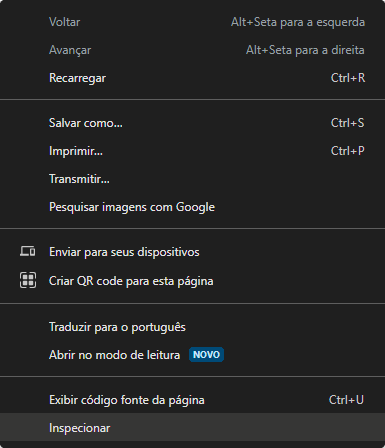 Voltar Alt+Seta para a esquerda
Avançar Alt+Seta para a direita
Recarregar Ctrl+R
Salvar como... Ctrl+S
Imprimir... Ctrl+P
Transmitir...
Pesquisar imagens com Google
Enviar para seus dispositivos
Criar QR code para esta página
Traduzir para o português
Abrir no modo de leitura NOVO
Exibir código fonte da página Ctrl+U
Inspecionar